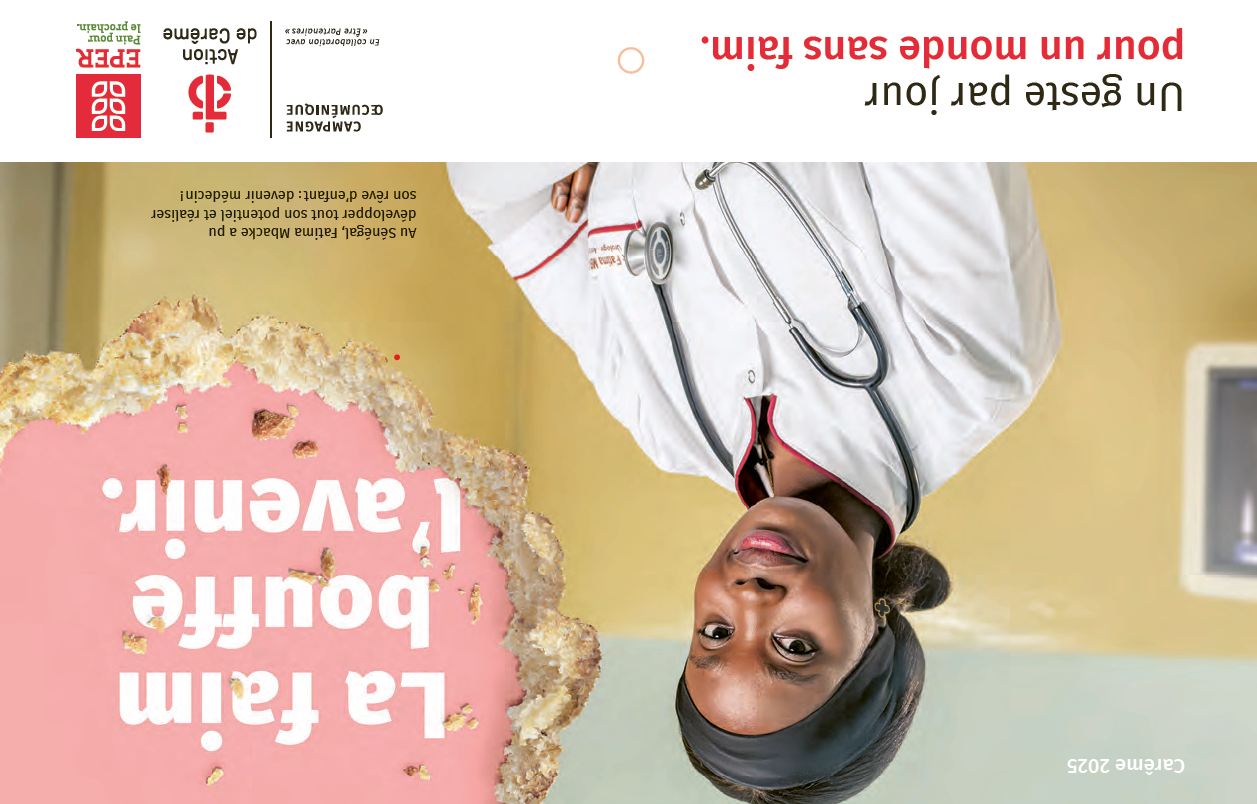 Carême 2025
La faim
bouffe
l’avenir.
Au Sénégal, Fatima Mbacke a pu
développer tout son potentiel et réaliser
son rêve d’enfant : devenir médecin !
Fatima
Un geste par jour
pour un monde sans faim.
CAMPAGNE
ŒCUMÉNIQUE
En collaboration avec
« Être Partenaires »
Action
de Carême
EPER
Pain pour
le prochain.